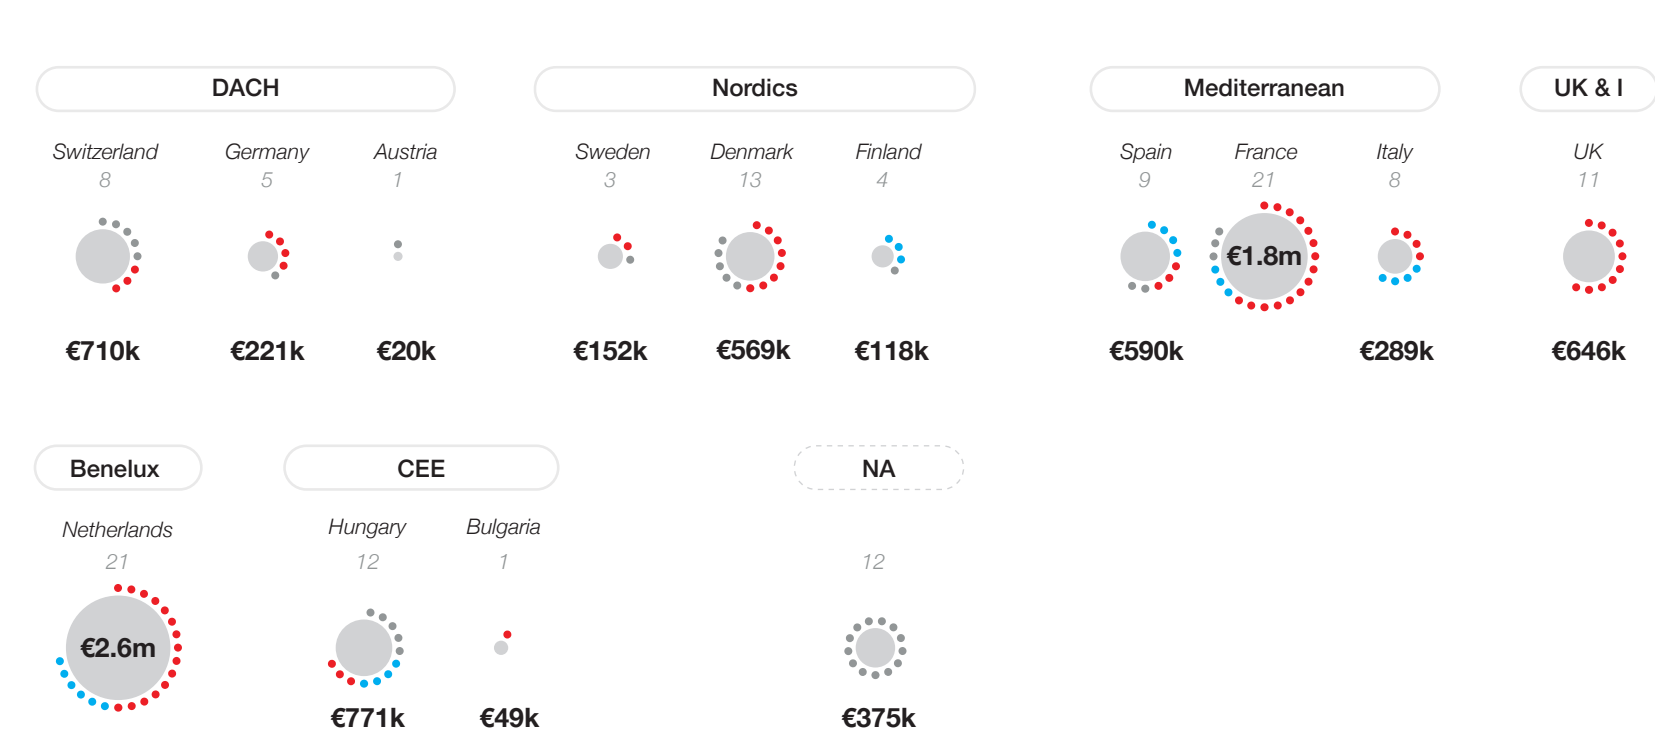 DACH
Nordics
Mediterranean
UK & I
Switzerland
Germany
Austria
Sweden
Denmark
Finland
Spain
France
Italy
UK
8
5
1
3
13
4
9
21
8
11
€1.8m
€710k
€221k
€20k
€152k
€569k
€118k
€590k
€289k
€646k
Benelux
CEE
NA
Netherlands
Hungary
Bulgaria
21
12
1
12
€2.6m
€771k
€49k
€375k